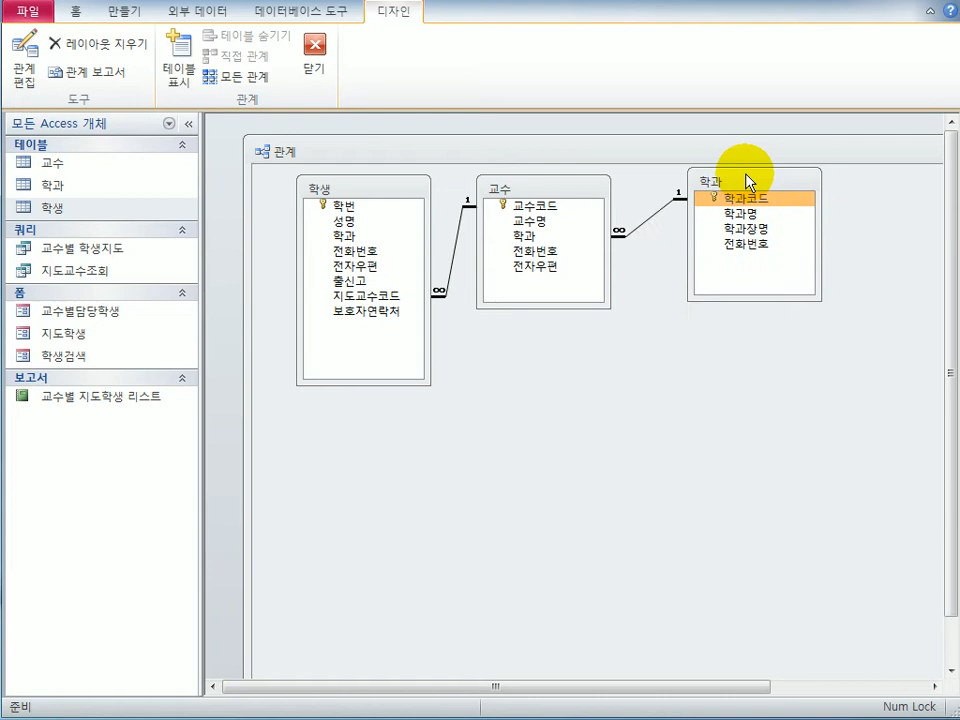 파일 홈 만들기 외부 데이터 데이터베이스 도구 디자인
관계 편집
레이아웃 지우기
관계 보고서
도구
테이블 표시
테이블 숨기기
직접 관계
모든 관계
닫기
관계
모든 Access 개체
테이블
교수
학과
학생
쿼리
교수별 학생지도
지도교수조회
폼
교수별담당학생
지도학생
학생검색
보고서
교수별 지도학생 리스트
관계
학생
학번
성명
학과
전화번호
전자우편
출신고
지도교수코드
보호자연락처
∞
1
교수
교수코드
교수명
학과
전화번호
전자우편
∞
1
학과
학과코드
학과명
학과장명
전화번호
준비
Num Lock